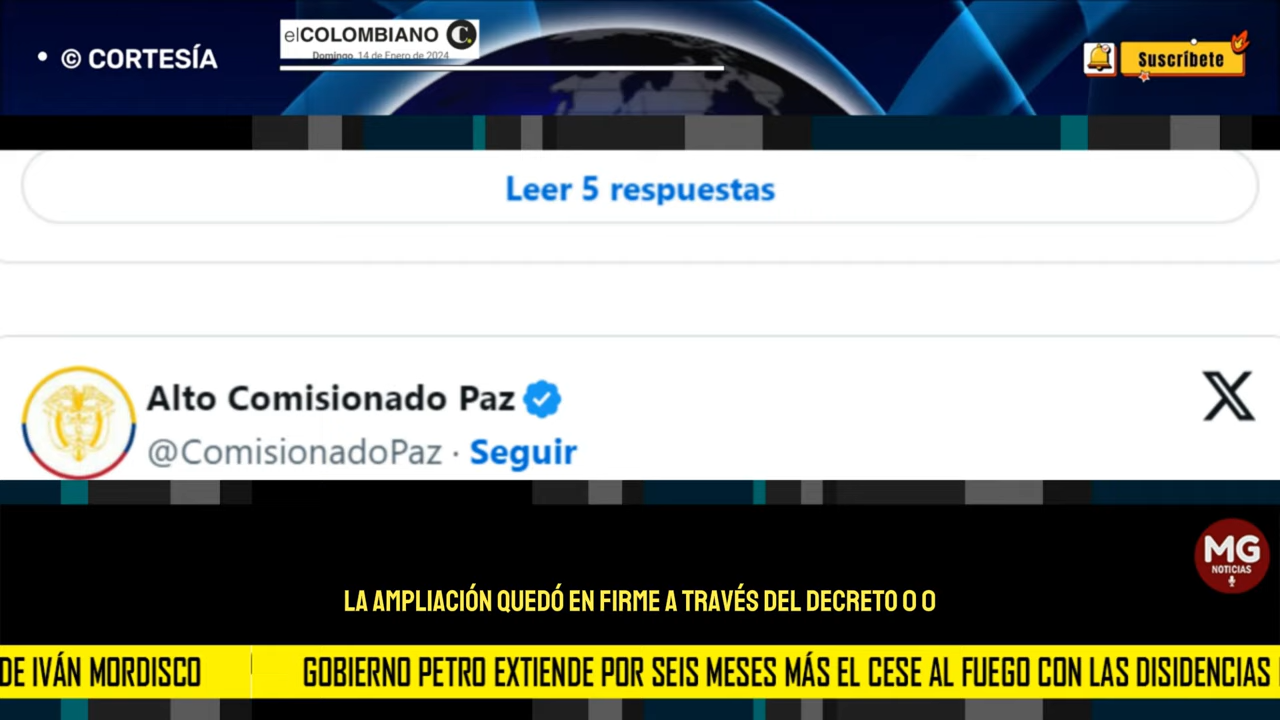 • © CORTESÍA
elCOLOMBIANO C
Domingo, 14 de Enero de 2024
Suscríbete
Leer 5 respuestas
Alto Comisionado Paz
@ComisionadoPaz · Seguir
X
MG
NOTICIAS
LA AMPLIACIÓN QUEDÓ EN FIRME A TRAVÉS DEL DECRETO 0 0
DE IVÁN MORDISCO
GOBIERNO PETRO EXTIENDE POR SEIS MESES MÁS EL CESE AL FUEGO CON LAS DISIDENCIAS